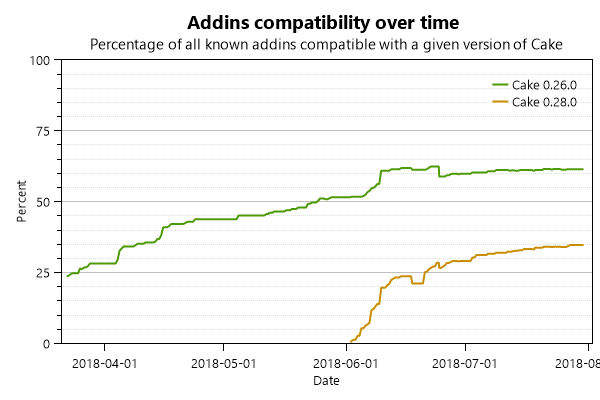 Addins compatibility over time
Percentage of all known addins compatible with a given version of Cake
100
Cake 0.26.0
Cake 0.28.0
75
Percent
50
25
0
2018-04-01 2018-05-01 2018-06-01 2018-07-01 2018-08
Date